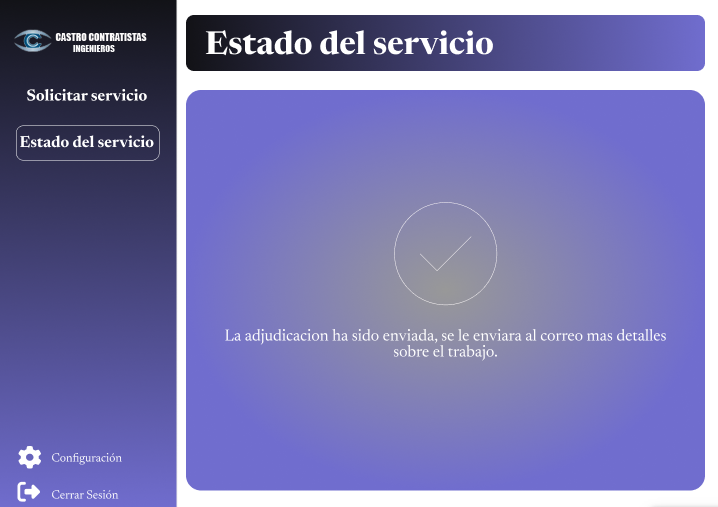 CASTRO CONTRATISTAS
INGENIEROS
Solicitar servicio
Estado del servicio
Configuración
Cerrar Sesión
Estado del servicio
La adjudicacion ha sido enviada, se le enviara al correo mas detalles
sobre el trabajo.